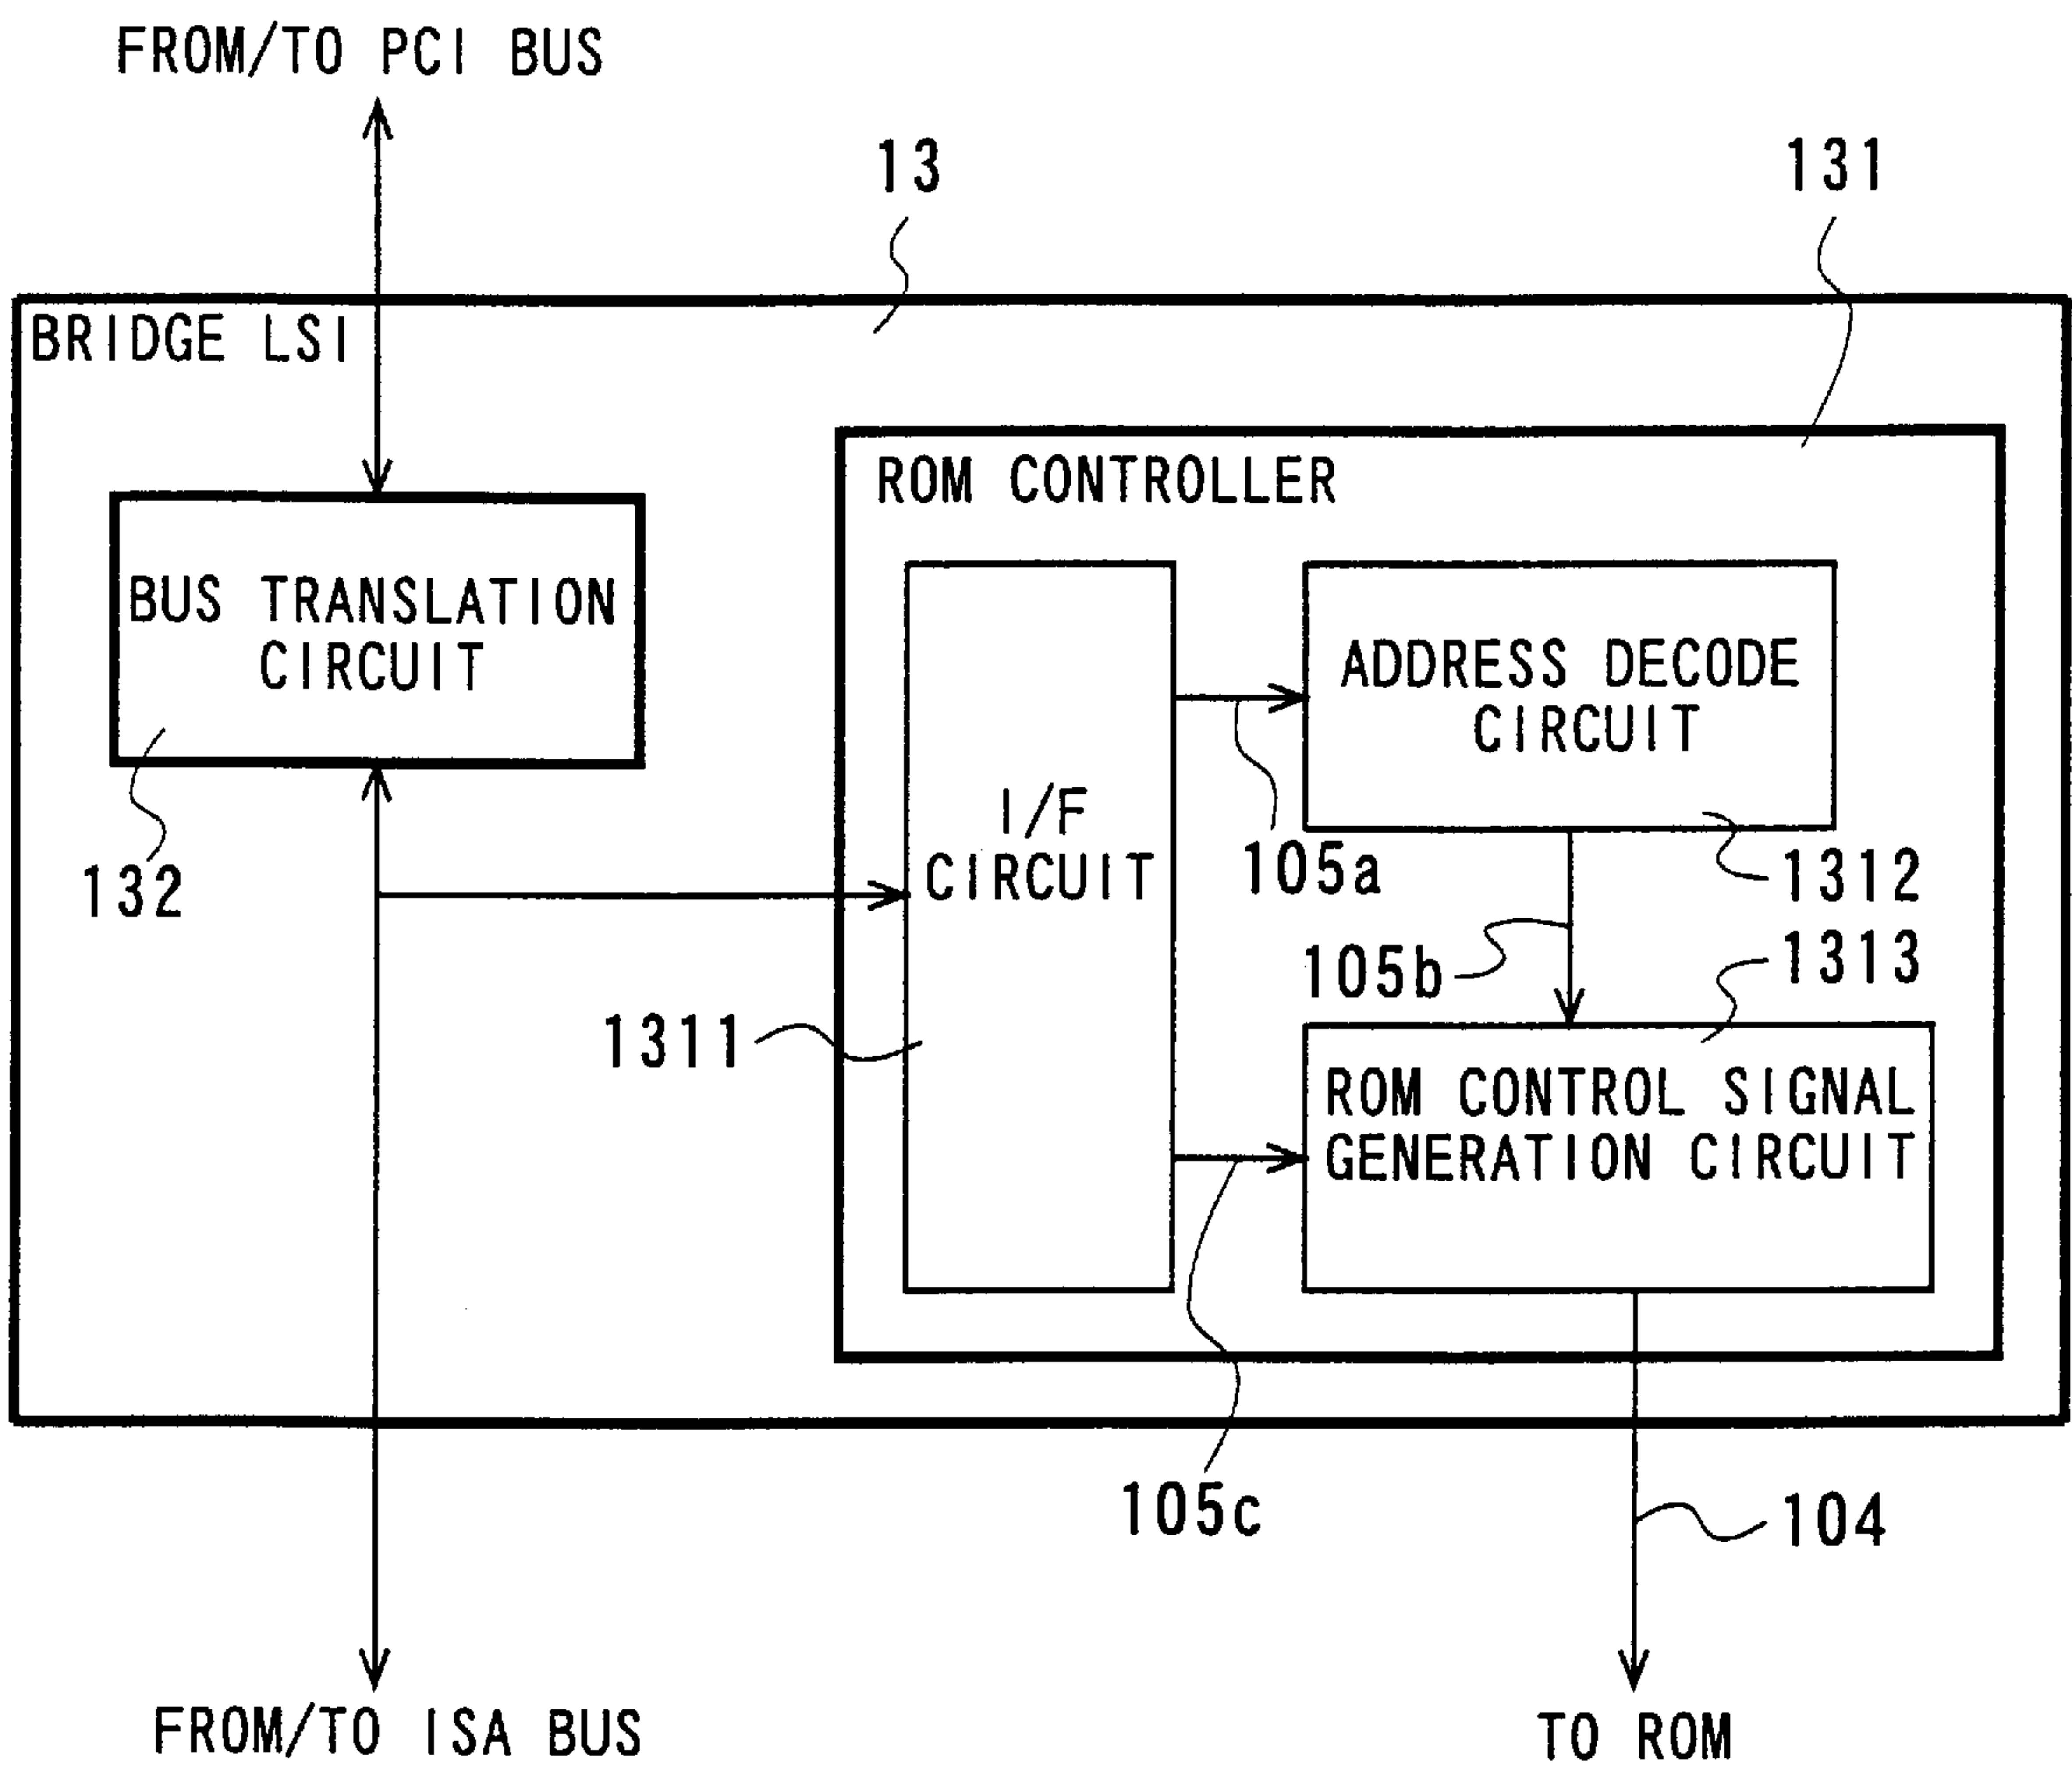 FROM/TO PCI BUS
13
131
BRIDGE LSI
ROM CONTROLLER
BUS TRANSLATION
CIRCUIT
132
I/F
CIRCUIT
1311
ADDRESS DECODE
CIRCUIT
105a
1312
105b
1313
ROM CONTROL SIGNAL
GENERATION CIRCUIT
105c
104
FROM/TO ISA BUS
TO ROM